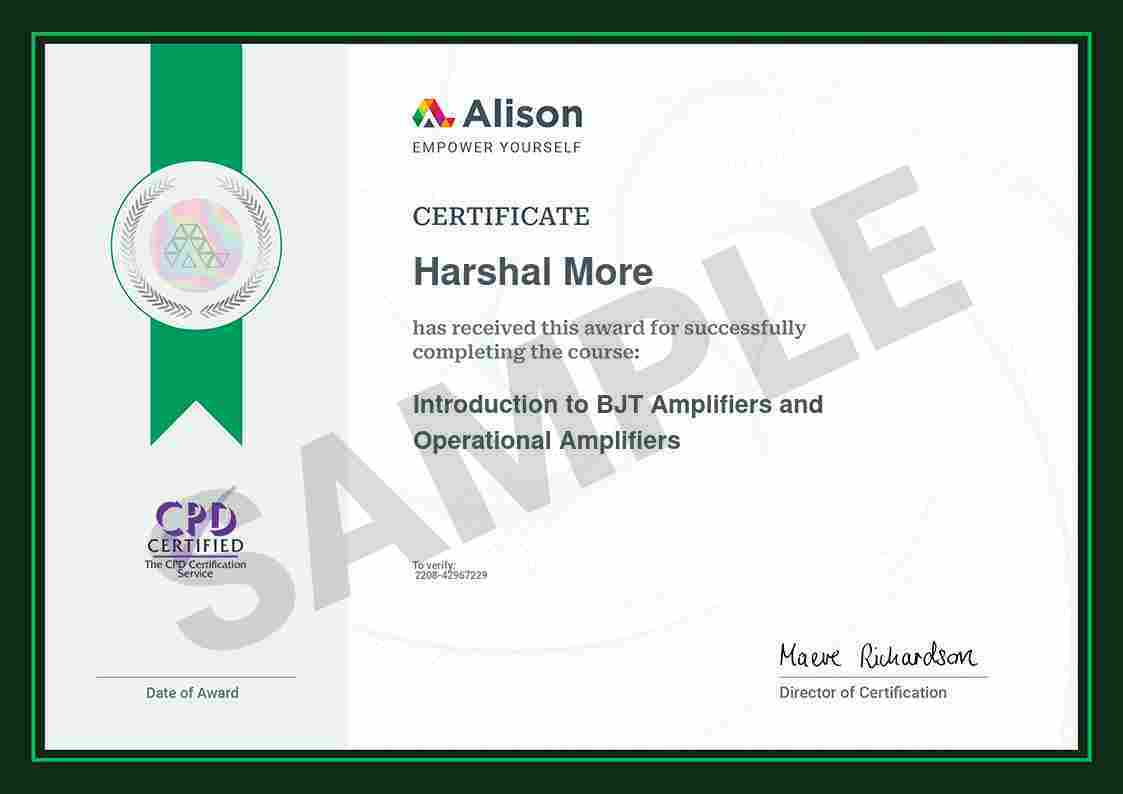 Alison
EMPOWER YOURSELF
CERTIFICATE
Harshal More
has received this award for successfully
completing the course:
Introduction to BJT Amplifiers and
Operational Amplifiers
SAMPLE
CPD
CERTIFIED
The CPD Certification
Service
To verify:
2208-42967229
Maeve Richardson
Date of Award
Director of Certification